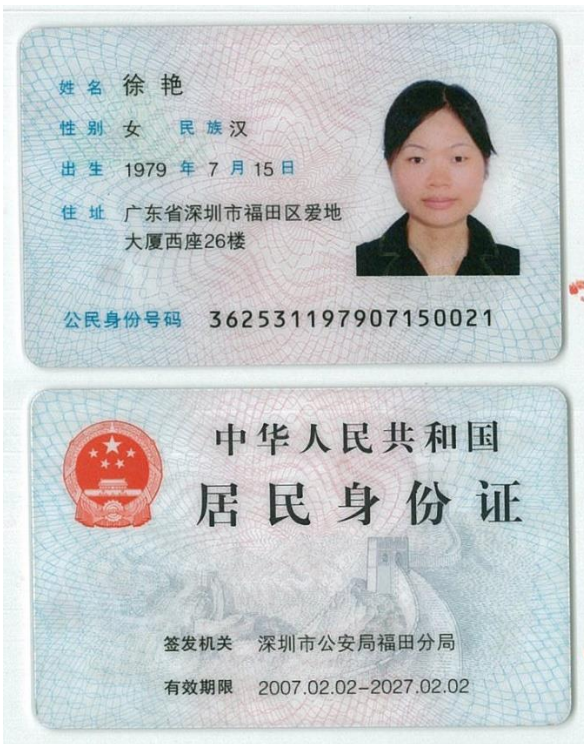 姓名 徐艳
性别 女 民族 汉
出生 1979 年 7 月 15 日
住址 广东省深圳市福田区爱地
大厦西座26楼
公民身份号码 362531197907150021
中华人民共和国
居民身份证
签发机关 深圳市公安局福田分局
有效期限 2007.02.02-2027.02.02